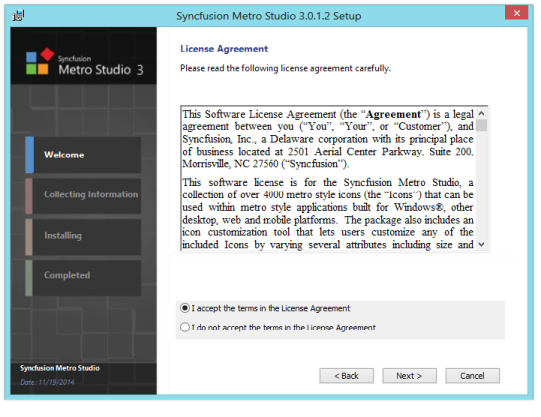 Syncfusion Metro Studio 3.0.1.2 Setup
Syncfusion
Metro Studio 3
License Agreement
Please read the following license agreement carefully.
This Software License Agreement (the “Agreement”) is a legal
agreement between you (“You”, “Your”, or “Customer”), and
Syncfusion, Inc., a Delaware corporation with its principal place
of business located at 2501 Aerial Center Parkway, Suite 200,
Morrisville, NC 27560 (“Syncfusion”).
This software license is for the Syncfusion Metro Studio, a
collection of over 4000 metro style icons (the “Icons”) that can be
used within metro style applications built for Windows®, other
desktop, web and mobile platforms. The package also includes an
icon customization tool that lets users customize any of the
included Icons by varying several attributes including size and
Welcome
Collecting Information
Installing
Completed
I accept the terms in the License Agreement
I do not accept the terms in the License Agreement
Syncfusion Metro Studio
Date: 11/19/2014
< Back
Next >
Cancel